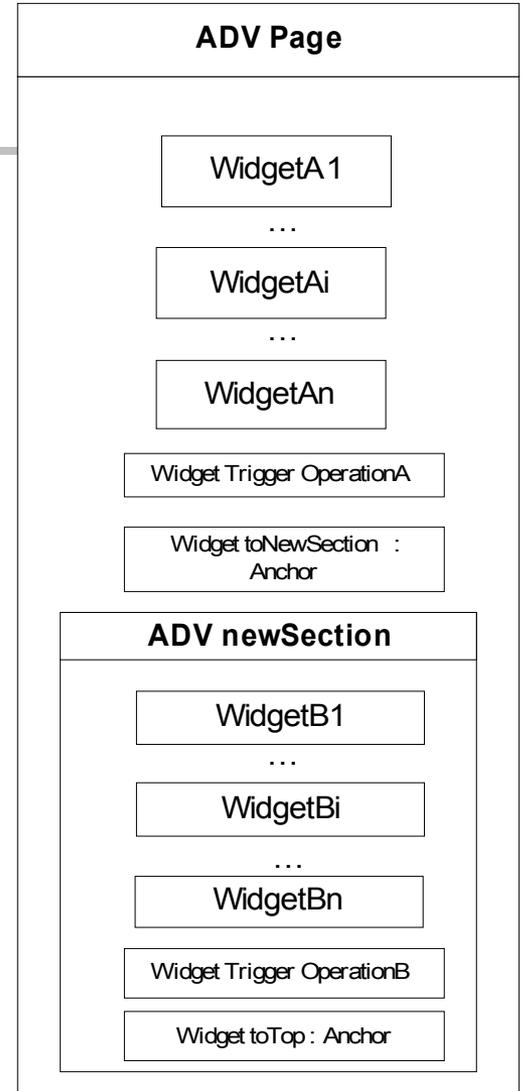 ADV Page
WidgetA1
...
WidgetAi
...
WidgetAn
Widget Trigger OperationA
Widget toNewSection :
Anchor
ADV newSection
WidgetB1
...
WidgetBi
...
WidgetBn
Widget Trigger OperationB
Widget toTop : Anchor